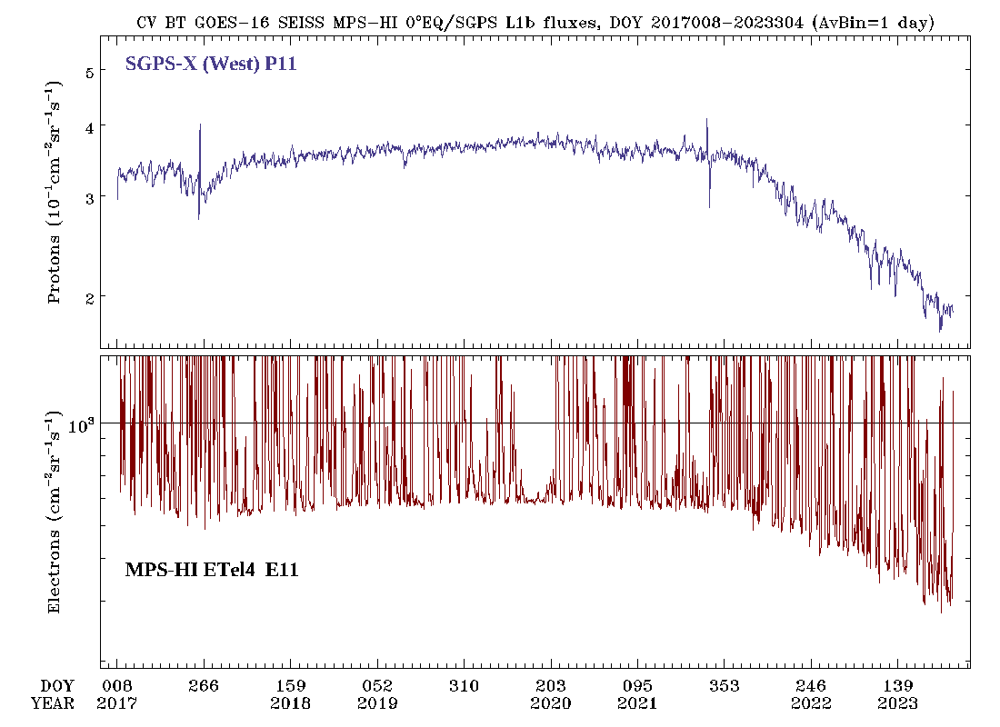 CV BT GOES-16 SEISS MPS-HI 0°EQ/SGPS L1b fluxes, DOY 2017008-2023304 (AvBin=1 day)
SGPS-X (West) P11
Protons (10⁻¹cm⁻²sr⁻¹s⁻¹)
5
4
3
2
Electrons (cm⁻²sr⁻¹s⁻¹)
10³
MPS-HI ETel4 E11
DOY 008 266 159 052 310 203 095 353 246 139
YEAR 2017 2018 2019 2020 2021 2022 2023